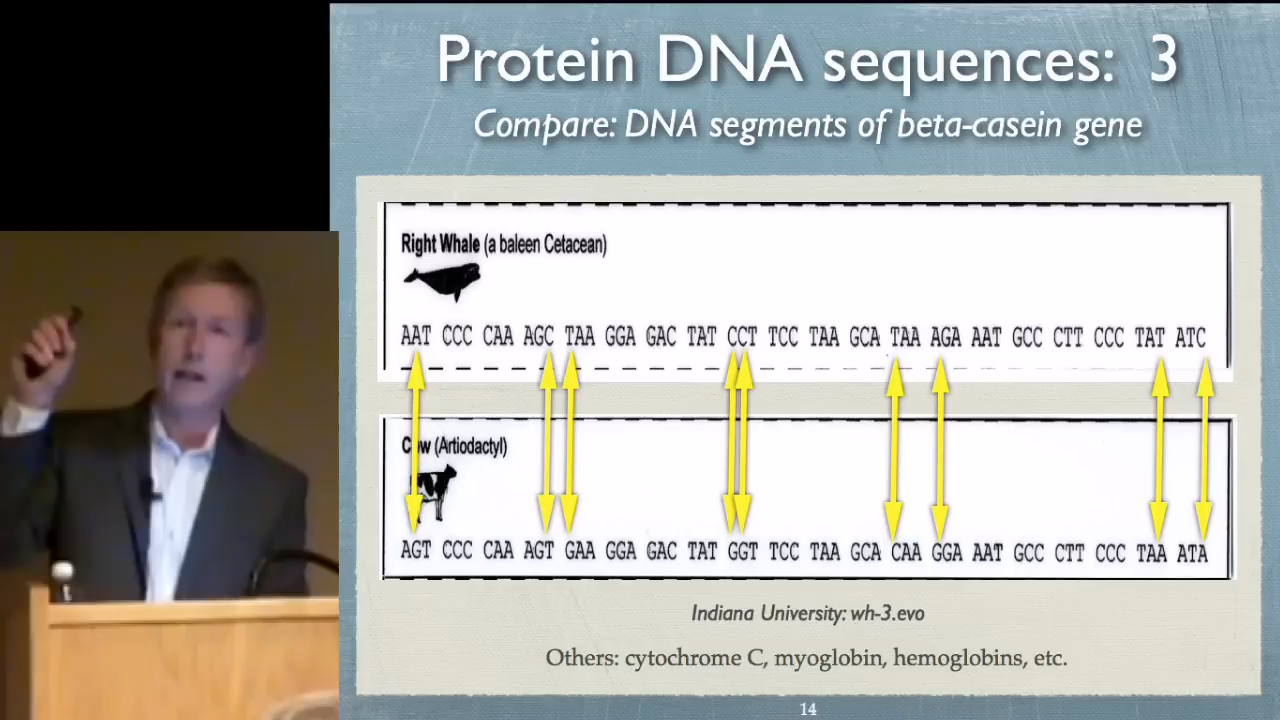 Protein DNA sequences: 3
Compare: DNA segments of beta-casein gene
Right Whale (a baleen Cetacean)
AAT CCC CAA AGC TAA GGA GAC TAT CCT TCC TAA GCA TAA AGA AAT GCC CTT CCC TAT ATC
Cow (Artiodactyl)
AGT CCC CAA AGT GAA GGA GAC TAT GGT TCC TAA GCA CAA GGA AAT GCC CTT CCC TAA ATA
Indiana University: wh-3.evo
Others: cytochrome C, myoglobin, hemoglobins, etc.
14